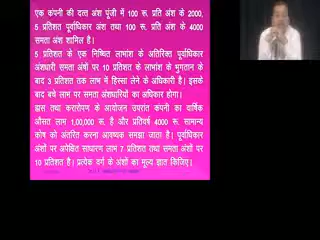 एक कंपनी की दत्त अंश पूंजी में 100 रू. प्रति अंश के 2000,
5 प्रतिशत पूर्वाधिकार अंश तथा 100 रू. प्रति अंश के 4000
समता अंश शामिल है।
5 प्रतिशत के एक निश्चित लाभांश के अतिरिक्त पूर्वाधिकार
अंशधारी समता अंशों पर 10 प्रतिशत के लाभांश के भुगतान के
बाद 3 प्रतिशत तक लाभ में हिस्सा लेने के अधिकारी है। इसके
बाद बचे लाभ पर समता अंशधारियों का अधिकार होगा।
ह्रास तथा करारोपण के आयोजन उपरांत कंपनी का वार्षिक
औसत लाभ 1,00,000 रू. है और प्रतिवर्ष 4000 रू. सामान्य
कोष को अंतरित करना आवश्यक समझा जाता है। पूर्वाधिकार
अंशों पर अपेक्षित साधारण लाभ 7 प्रतिशत तथा समता अंशों पर
10 प्रतिशत है। प्रत्येक वर्ग के अंशों का मूल्य ज्ञात किजिए।